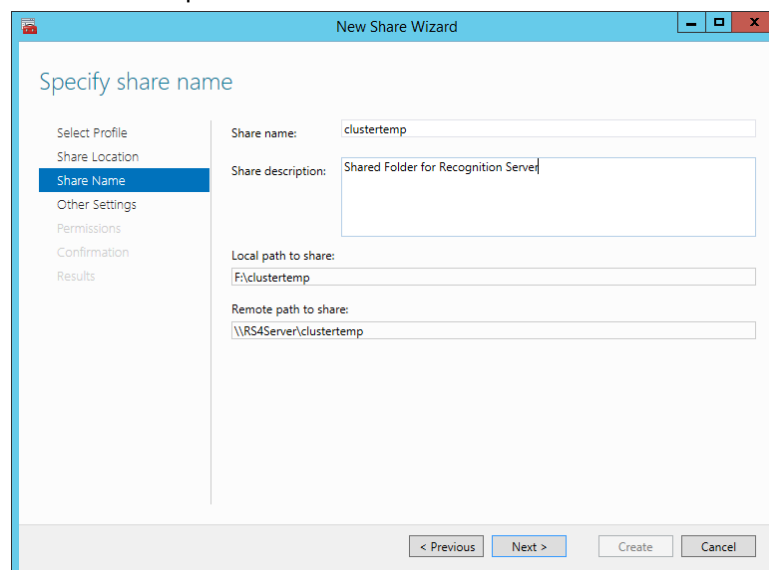 New Share Wizard
Specify share name
Select Profile
Share Location
Share Name
Other Settings
Permissions
Confirmation
Results
Share name:
clustertemp
Share description:
Shared Folder for Recognition Server
Local path to share:
F:\clustertemp
Remote path to share:
\\RS4Server\clustertemp
< Previous
Next >
Create
Cancel